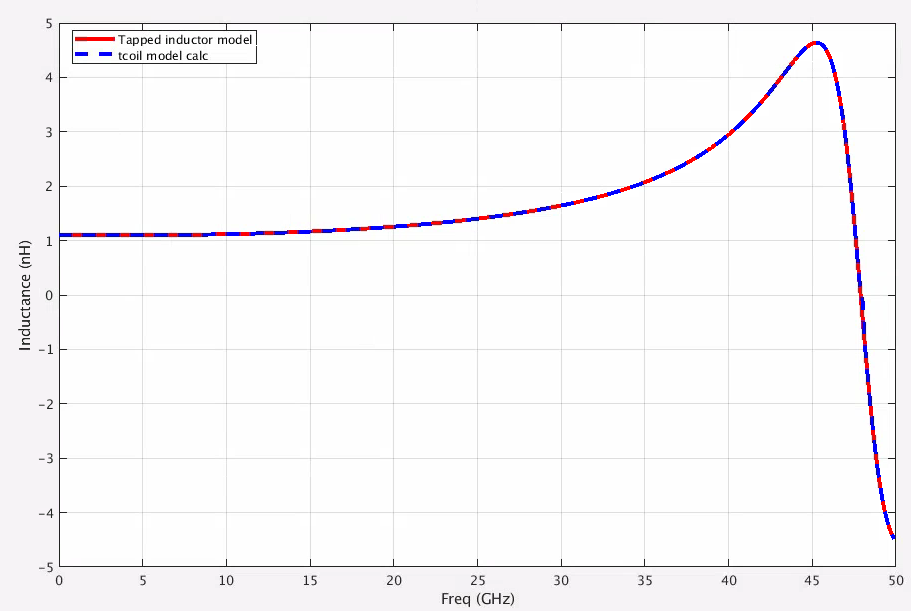 Tapped inductor model
tcoil model calc
5
4
3
2
1
0
−1
−2
−3
−4
−5
Inductance (nH)
0 5 10 15 20 25 30 35 40 45 50
Freq (GHz)